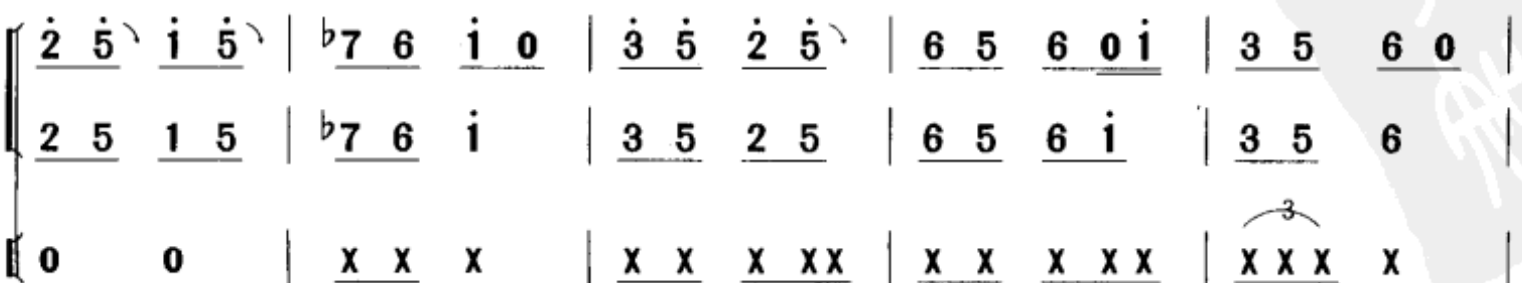 2̇ 5̇ 1̇ 5̇ | ♭7 6 1̇ 0 | 3̇ 5̇ 2̇ 5̇ | 6 5 6 0 1̇ | 3 5 6 0 |
2 5 1 5 | ♭7 6 1̇ | 3 5 2 5 | 6 5 6 1̇ | 3 5 6 |
3
0 0 | X X X | X X X X X | X X X X X | X X X X |